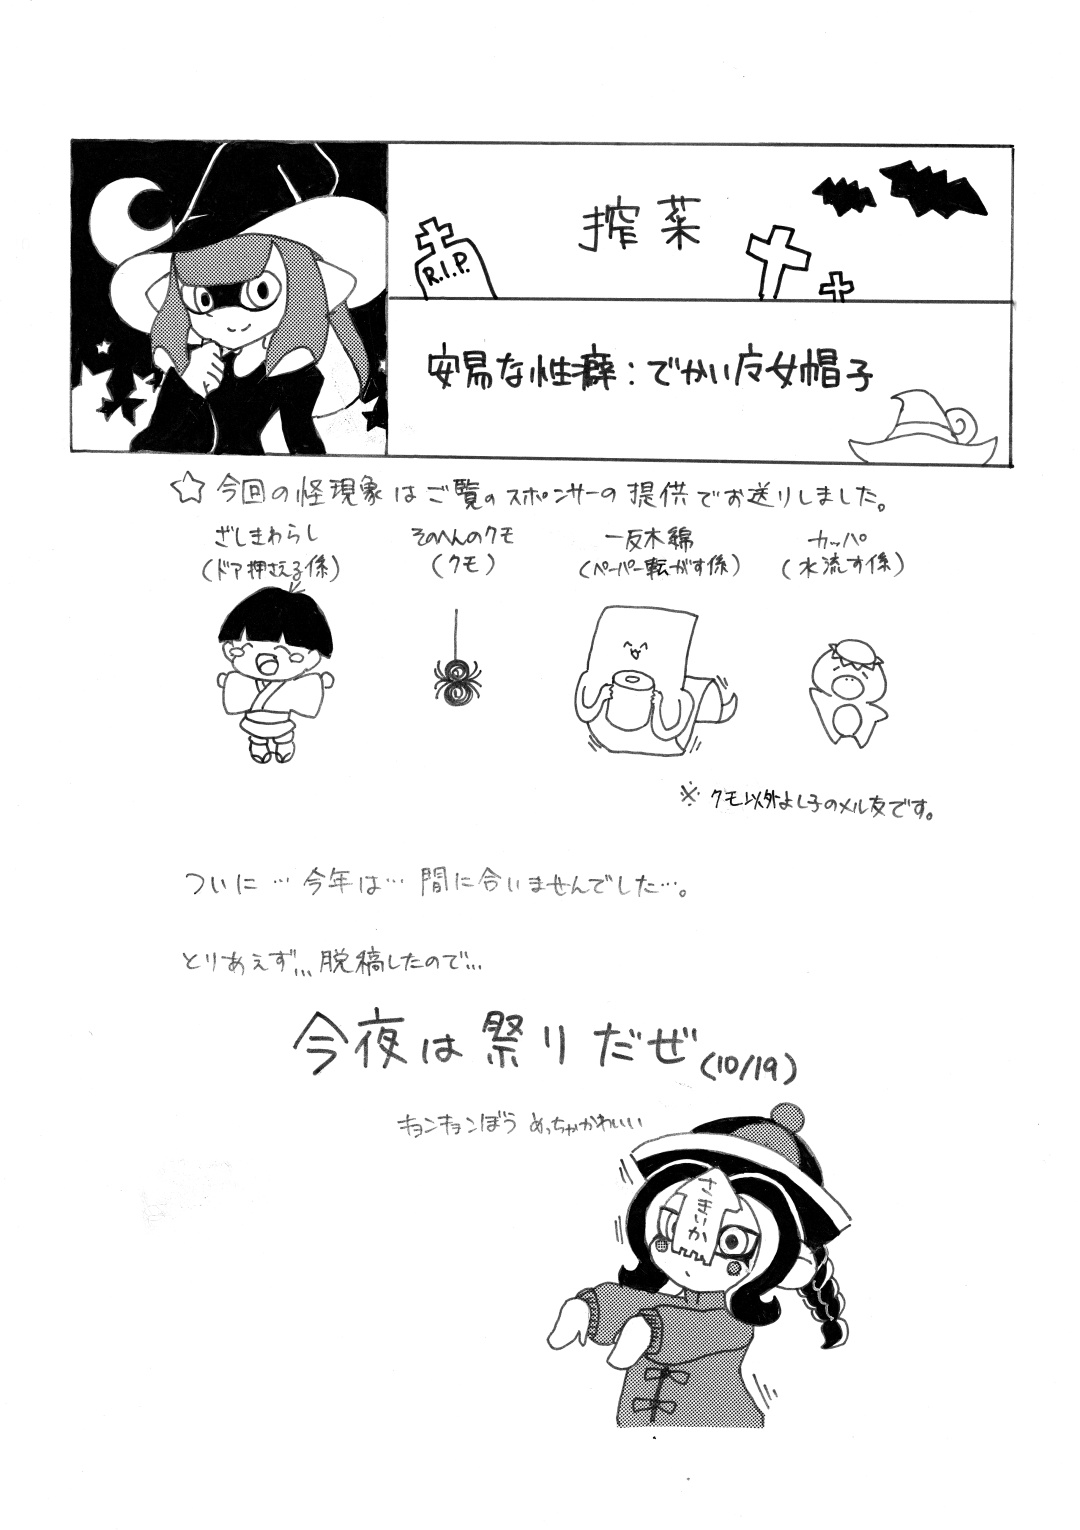 搾菜
R.I.P.
安易な性癖:でかい魔女帽子
☆今回の怪現象はご覧のスポンサーの提供でお送りしました。
ざしきわらし
(ドア押さえる係)
そのへんのクモ
(クモ)
一反木綿
(ペーパー転がす係)
カッパ
(水流す係)
※クモ以外よし子のメル友です。
ついに…今年は…間に合いませんでした…。
とりあえず…脱稿したので…
今夜は祭りだぜ(10/19)
キョンキョンぼうめっちゃかわいい
さきいか